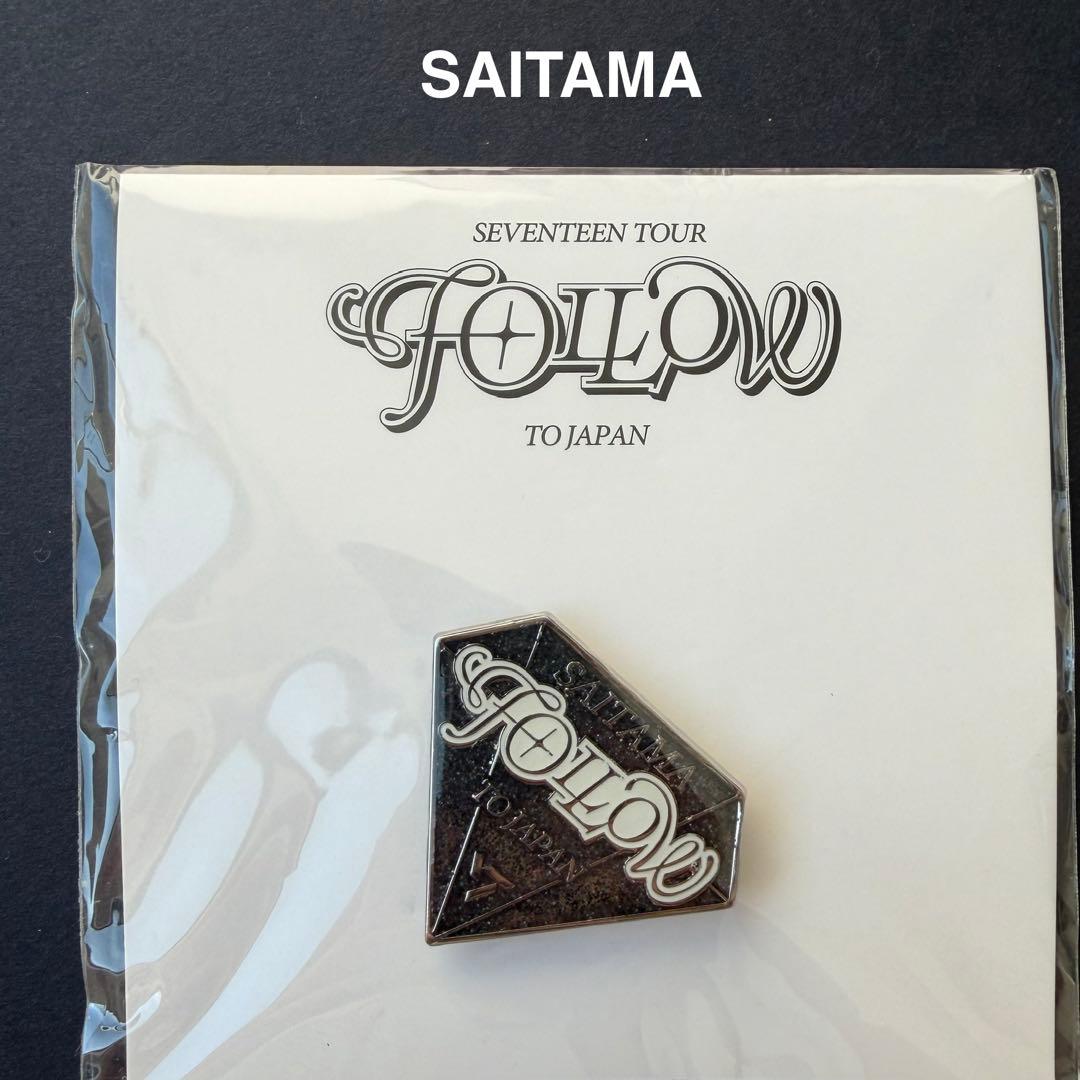 SAITAMA
SEVENTEEN TOUR
FOLLOW
TO JAPAN
SAITAMA
FOLLOW
TO JAPAN